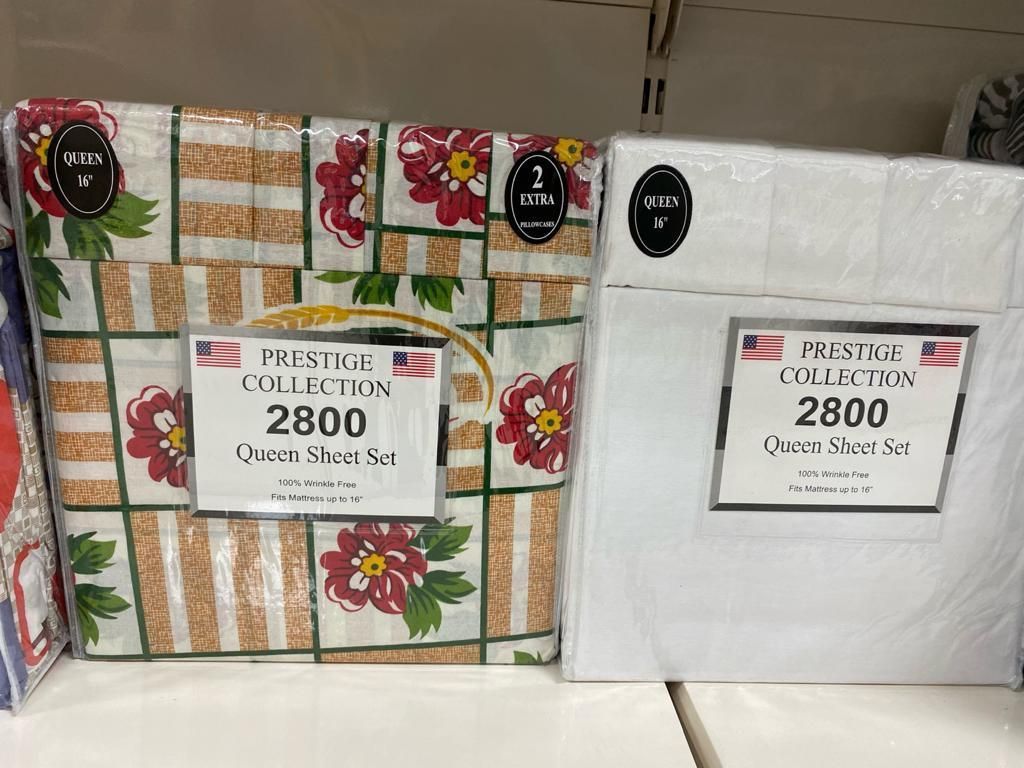 QUEEN
16"
2
EXTRA
PILLOWCASES
PRESTIGE
COLLECTION
2800
Queen Sheet Set
100% Wrinkle Free
Fits Mattress up to 16"
QUEEN
16"
PRESTIGE
COLLECTION
2800
Queen Sheet Set
100% Wrinkle Free
Fits Mattress up to 16"